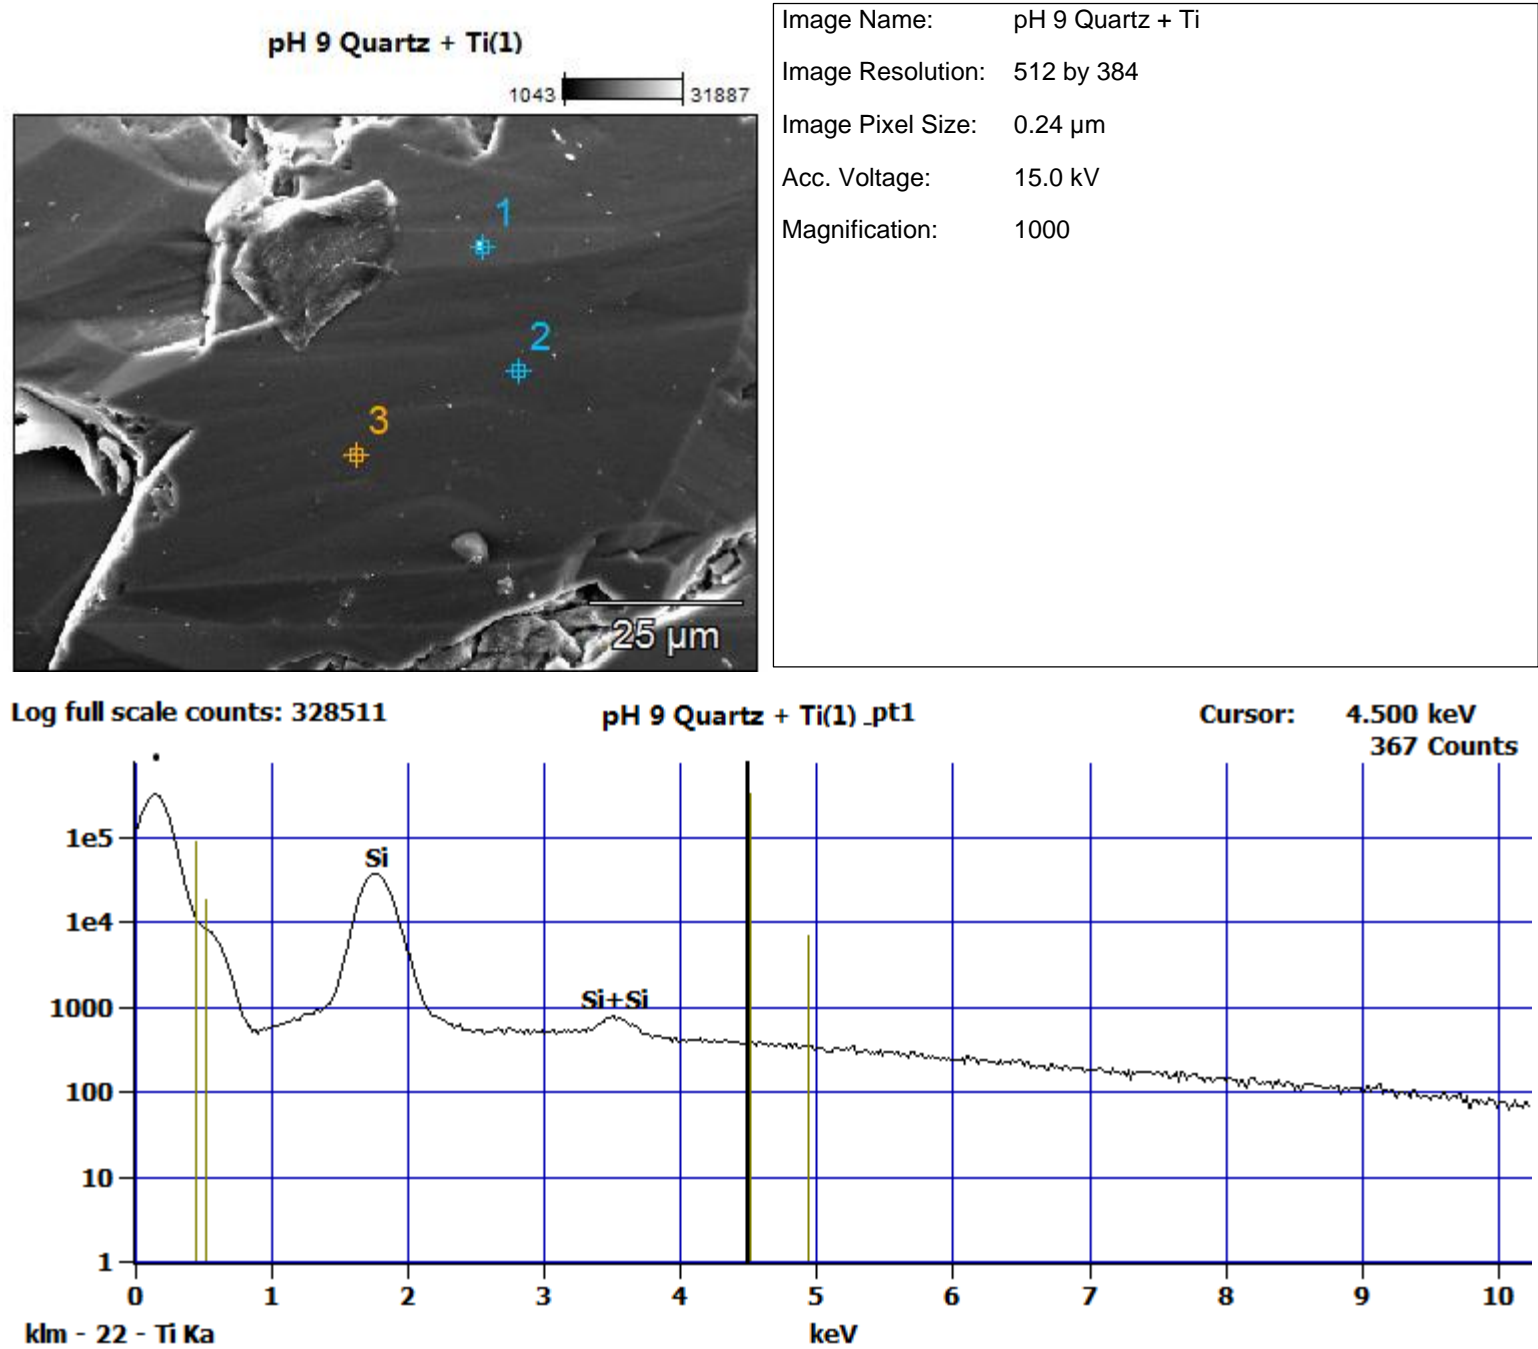 pH 9 Quartz + Ti(1)
1043 31887
1
2
3
25 µm
Image Name: pH 9 Quartz + Ti
Image Resolution: 512 by 384
Image Pixel Size: 0.24 µm
Acc. Voltage: 15.0 kV
Magnification: 1000
Log full scale counts: 328511 pH 9 Quartz + Ti(1)_pt1 Cursor: 4.500 keV
367 Counts
Si
Si+Si
1e5
1e4
1000
100
10
1
0 1 2 3 4 5 6 7 8 9 10
klm - 22 - Ti Ka keV